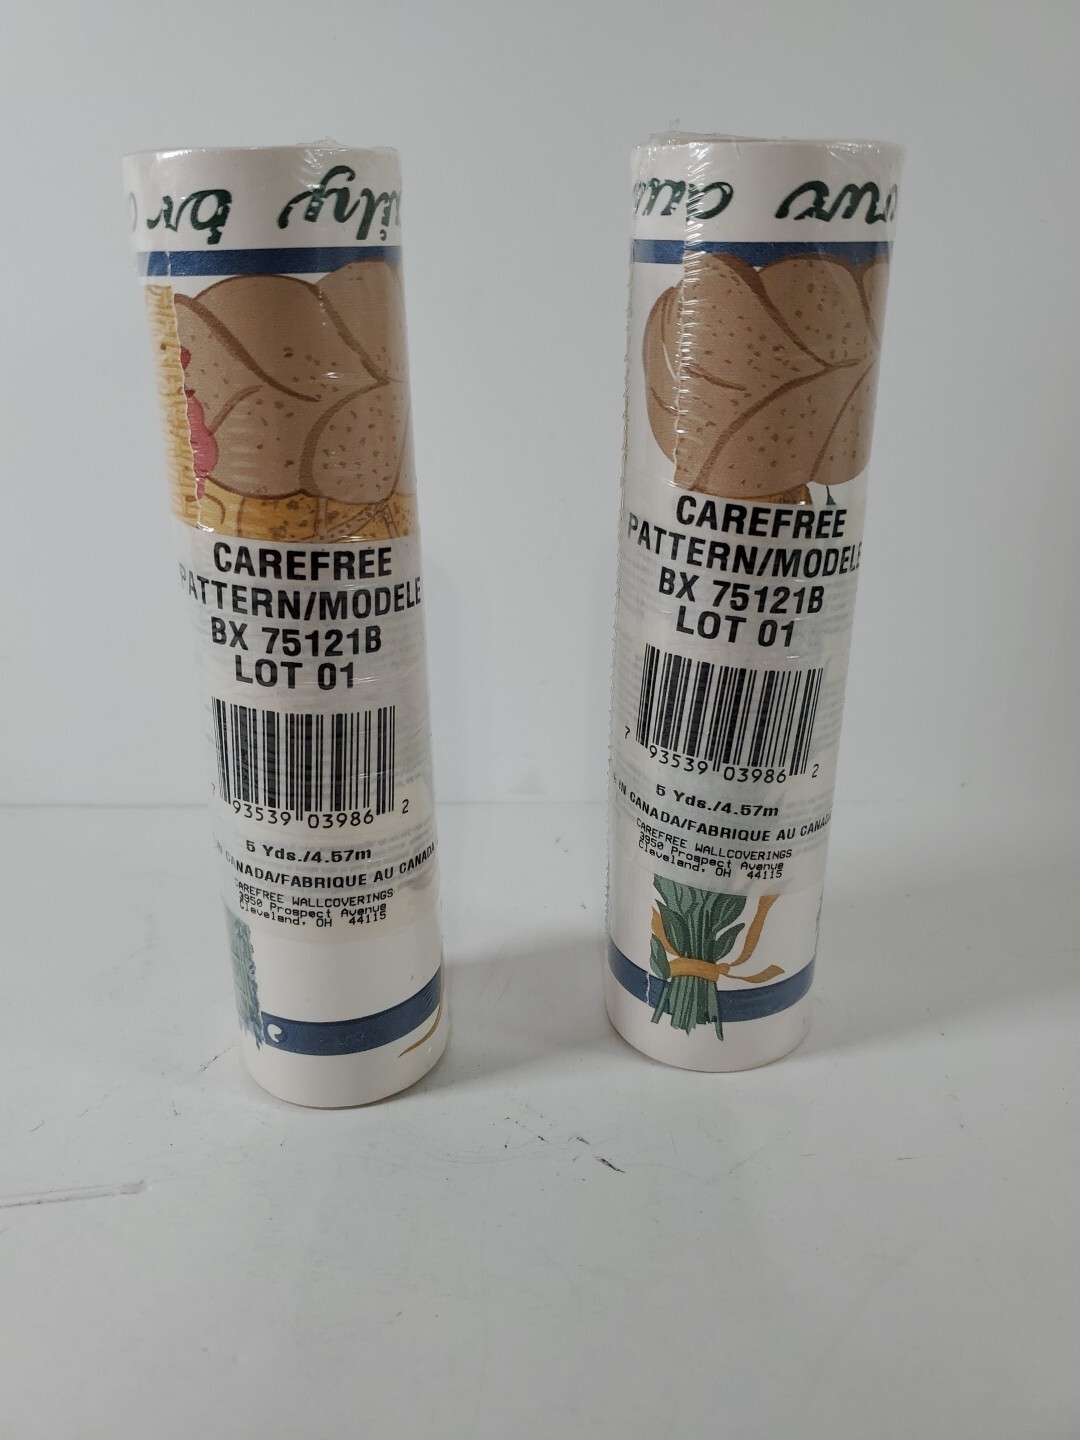 CAREFREE
PATTERN/MODELE
BX 75121B
LOT 01
93539 03986 2
5 Yds./4.57m
IN CANADA/FABRIQUE AU CANADA
CAREFREE WALLCOVERINGS
3950 Prospect Avenue
Cleveland, OH 44115
CAREFREE
PATTERN/MODELE
BX 75121B
LOT 01
7 93539 03986 2
5 Yds./4.57m
IN CANADA/FABRIQUE AU CANADA
CAREFREE WALLCOVERINGS
3950 Prospect Avenue
Cleveland, OH 44115